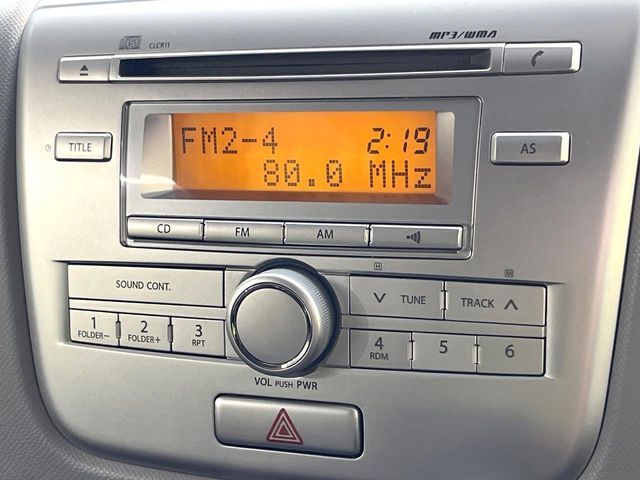 CLCR11
MP3/WMA
TITLE
FM2-4 2:19
80.0 MHz
AS
CD FM AM
SOUND CONT.
H
M
TUNE TRACK
1 FOLDER−
2 FOLDER+
3 RPT
4 RDM
5
6
VOL PUSH PWR